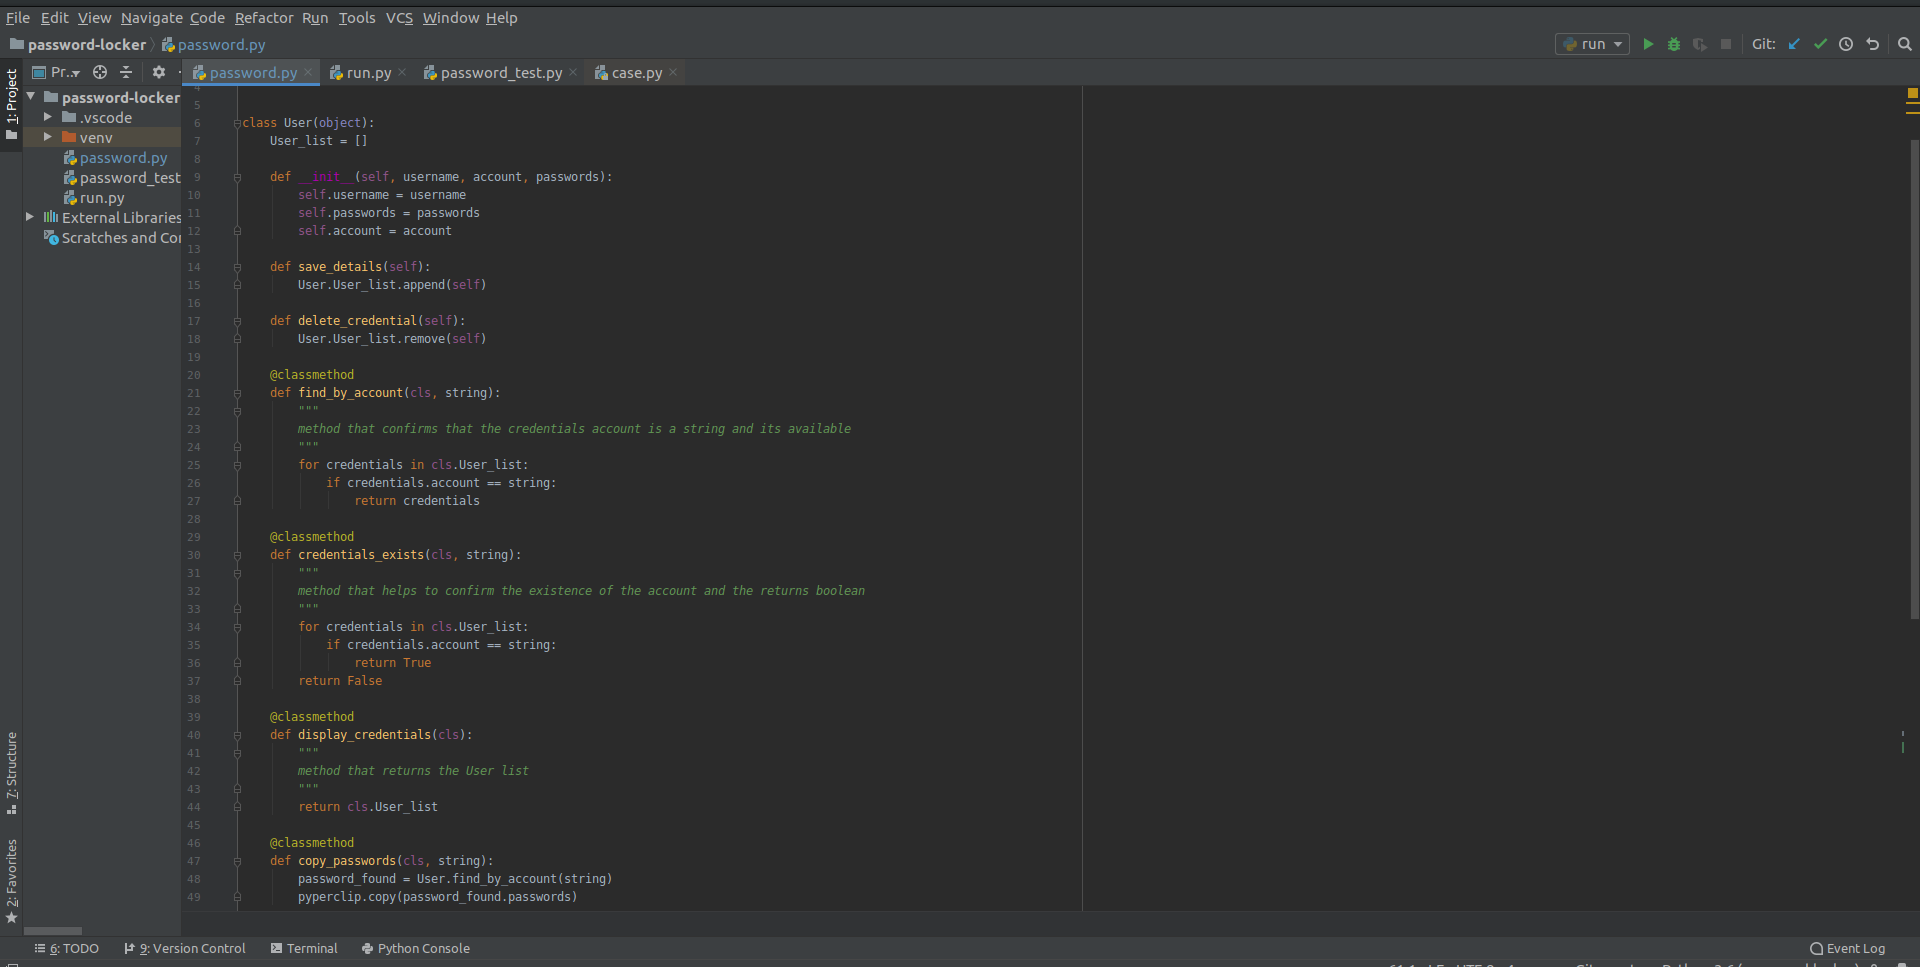 File Edit View Navigate Code Refactor Run Tools VCS Window Help
password-locker password.py run Git:
1: Project Pr... password.py run.py password_test.py case.py
password-locker
.vscode
venv
password.py
password_test
run.py
External Libraries
Scratches and Co
4
5
6 class User(object):
7 User_list = []
8
9 def __init__(self, username, account, passwords):
10 self.username = username
11 self.passwords = passwords
12 self.account = account
13
14 def save_details(self):
15 User.User_list.append(self)
16
17 def delete_credential(self):
18 User.User_list.remove(self)
19
20 @classmethod
21 def find_by_account(cls, string):
22 """
23 method that confirms that the credentials account is a string and its available
24 """
25 for credentials in cls.User_list:
26 if credentials.account == string:
27 return credentials
28
29 @classmethod
30 def credentials_exists(cls, string):
31 """
32 method that helps to confirm the existence of the account and the returns boolean
33 """
34 for credentials in cls.User_list:
35 if credentials.account == string:
36 return True
37 return False
38
39 @classmethod
40 def display_credentials(cls):
41 """
42 method that returns the User list
43 """
44 return cls.User_list
45
46 @classmethod
47 def copy_passwords(cls, string):
48 password_found = User.find_by_account(string)
49 pyperclip.copy(password_found.passwords)
7: Structure
2: Favorites
6: TODO 9: Version Control Terminal Python Console Event Log